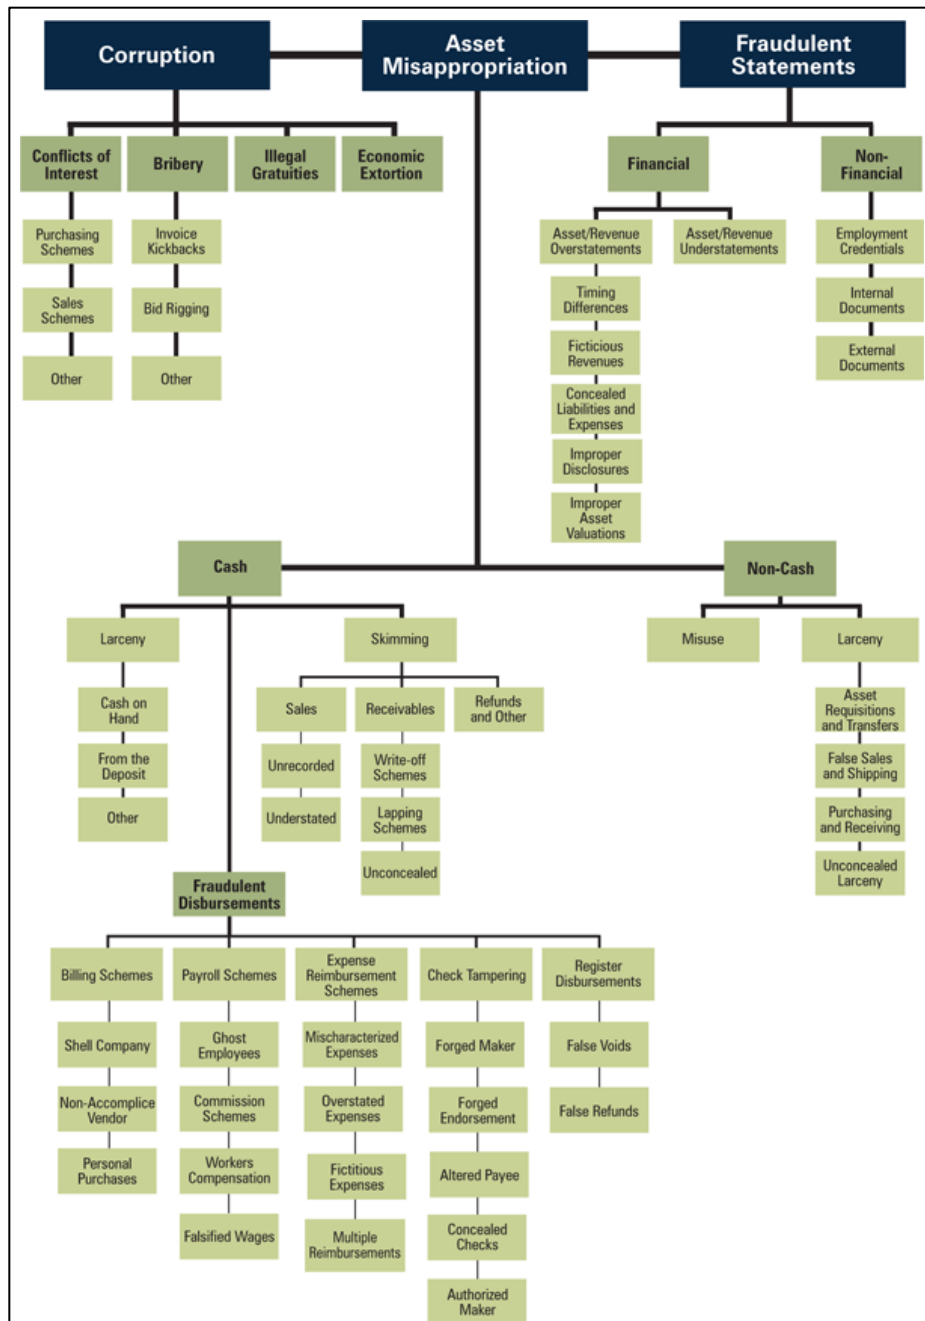 Corruption
Asset
Misappropriation
Fraudulent
Statements
Conflicts of
Interest
Bribery
Illegal
Gratuities
Economic
Extortion
Financial
Non-
Financial
Purchasing
Schemes
Invoice
Kickbacks
Asset/Revenue
Overstatements
Asset/Revenue
Understatements
Employment
Credentials
Sales
Schemes
Bid Rigging
Timing
Differences
Internal
Documents
Other
Other
Ficticious
Revenues
External
Documents
Concealed
Liabilities and
Expenses
Improper
Disclosures
Improper
Asset
Valuations
Cash
Non-Cash
Larceny
Skimming
Misuse
Larceny
Cash on
Hand
Sales
Receivables
Refunds
and Other
Asset
Requisitions
and Transfers
From the
Deposit
Unrecorded
Write-off
Schemes
False Sales
and Shipping
Other
Understated
Lapping
Schemes
Purchasing
and Receiving
Unconcealed
Unconcealed
Larceny
Fraudulent
Disbursements
Billing Schemes
Payroll Schemes
Expense
Reimbursement
Schemes
Check Tampering
Register
Disbursements
Shell Company
Ghost
Employees
Mischaracterized
Expenses
Forged Maker
False Voids
Non-Accomplice
Vendor
Commission
Schemes
Overstated
Expenses
Forged
Endorsement
False Refunds
Personal
Purchases
Workers
Compensation
Fictitious
Expenses
Altered Payee
Falsified Wages
Multiple
Reimbursements
Concealed
Checks
Authorized
Maker